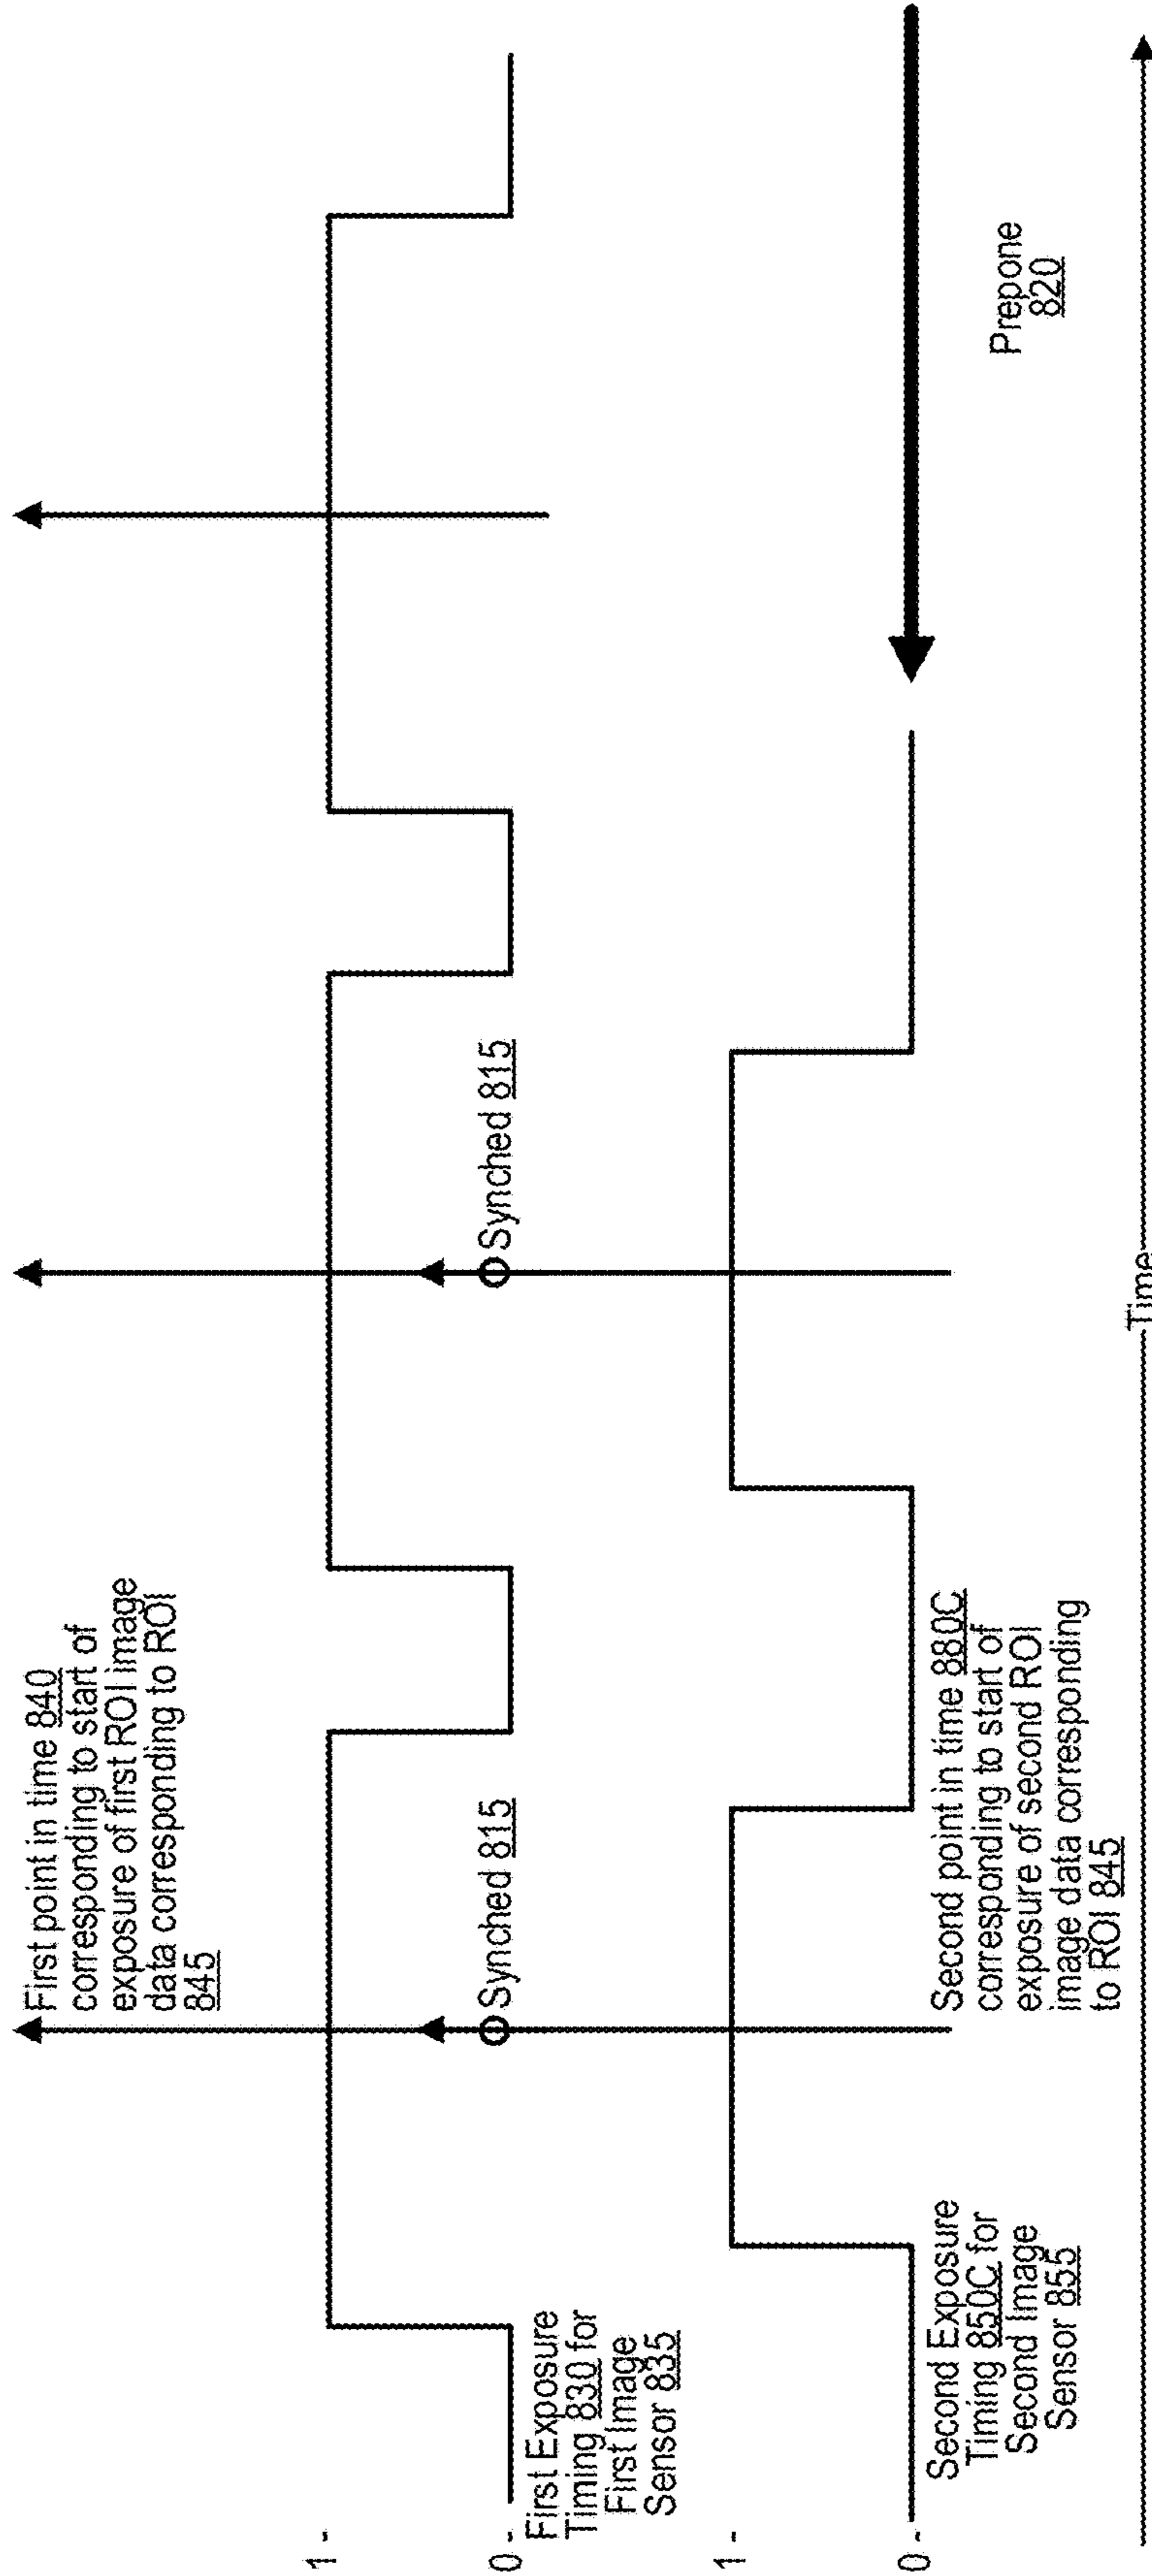 First point in time 840
corresponding to start of
exposure of first ROI image
data corresponding to ROI
845
1-
0-
Synched 815
Synched 815
First Exposure
Timing 830 for
First Image
Sensor 835
1-
0-
Second Exposure
Timing 850C for
Second Image
Sensor 855
Second point in time 880C
corresponding to start of
exposure of second ROI
image data corresponding
to ROI 845
Prepone
820
Time